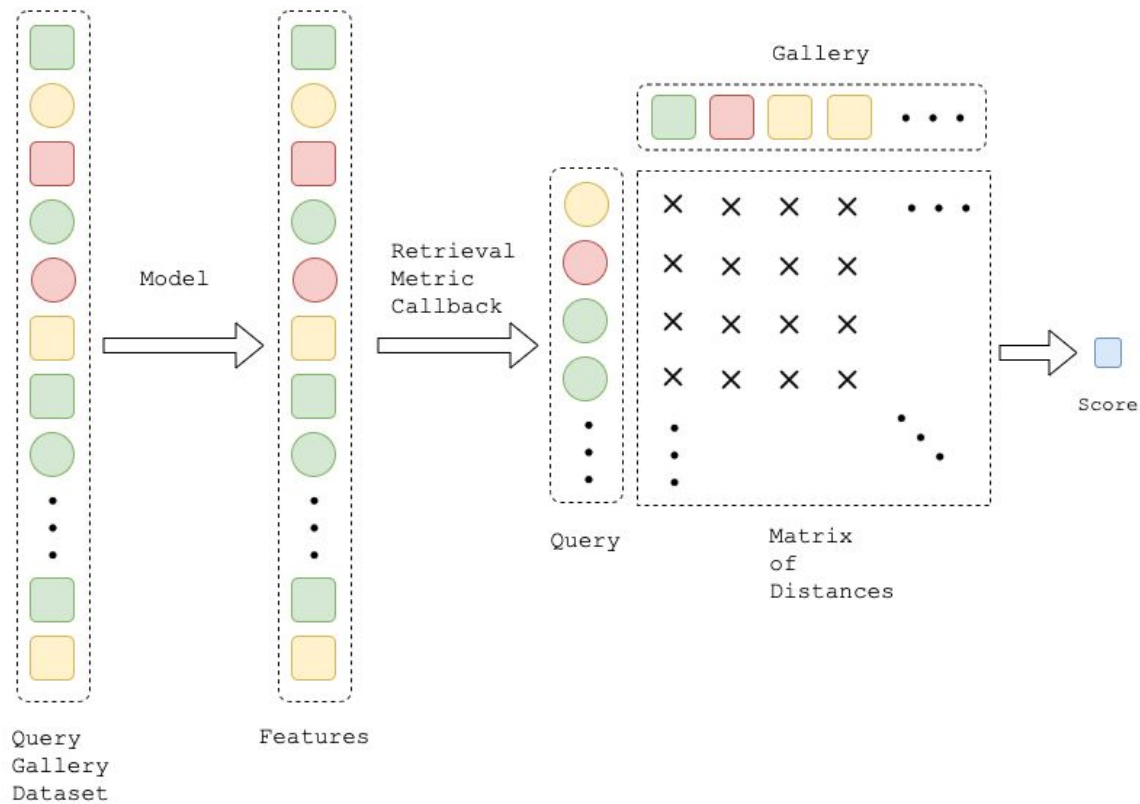 Gallery
Model
Retrieval
Metric
Callback
Score
Query
Matrix
of
Distances
Query
Gallery
Dataset
Features